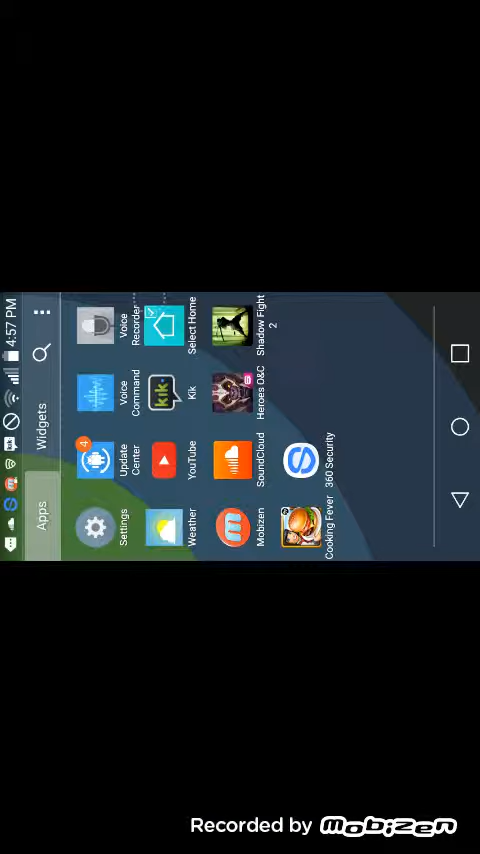 4:57 PM
Apps
Widgets
Settings
Update
Center
4
Voice
Command
Voice
Recorder
Weather
YouTube
kik
Kik
Select Home
m
Mobizen
SoundCloud
Heroes D&C
Shadow Fight
2
Cooking Fever
360 Security
Recorded by mobizen